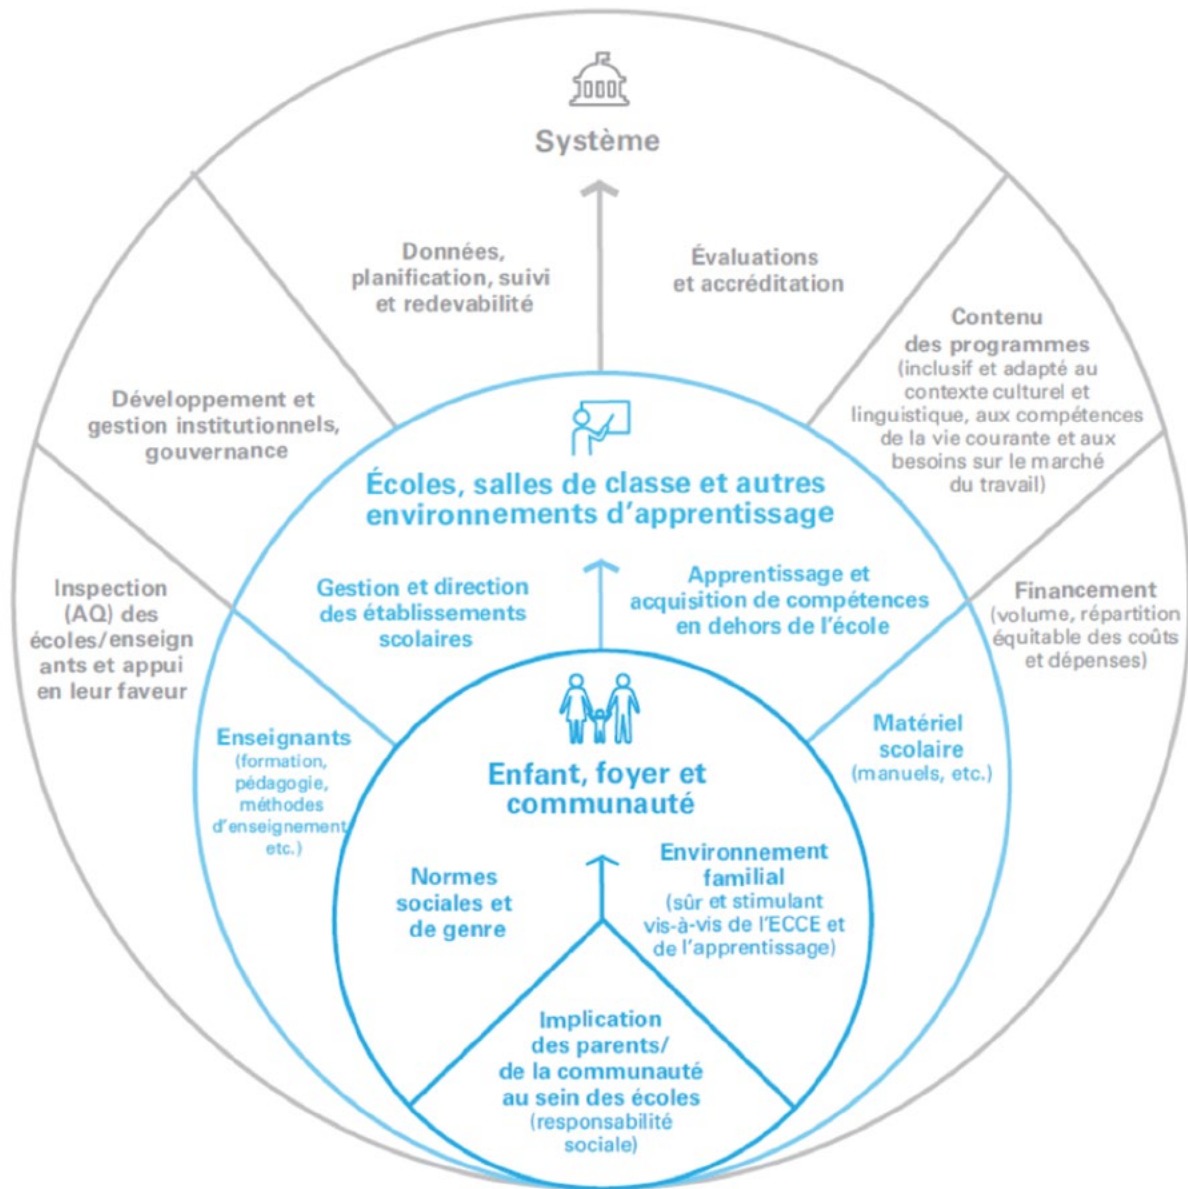 Système
Données,
planification, suivi
et redevabilité
Évaluations
et accréditation
Développement et
gestion institutionnels,
gouvernance
Contenu
des programmes
(inclusif et adapté au
contexte culturel et
linguistique, aux compétences
de la vie courante et aux
besoins sur le marché
du travail)
Inspection
(AQ) des
écoles/enseign
ants et appui
en leur faveur
Financement
(volume, répartition
équitable des coûts
et dépenses)
Écoles, salles de classe et autres
environnements d’apprentissage
Gestion et direction
des établissements
scolaires
Apprentissage et
acquisition de compétences
en dehors de l’école
Enseignants
(formation,
pédagogie,
méthodes
d’enseignement
etc.)
Matériel
scolaire
(manuels, etc.)
Enfant, foyer et
communauté
Normes
sociales et
de genre
Environnement
familial
(sûr et stimulant
vis-à-vis de l’ECCE et
de l’apprentissage)
Implication
des parents/
de la communauté
au sein des écoles
(responsabilité
sociale)